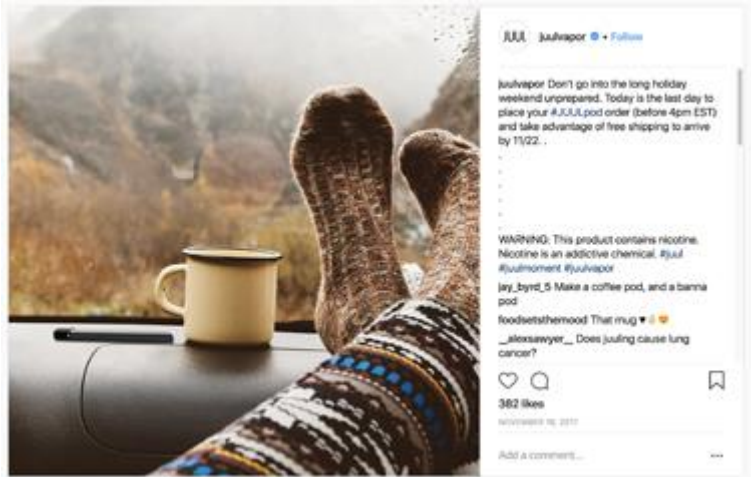 JUUL juulvapor • Follow
juulvapor Don't go into the long holiday
weekend unprepared. Today is the last day to
place your #JUULpod order (before 4pm EST)
and take advantage of free shipping to arrive
by 11/22. .
.
.
.
.
.
WARNING: This product contains nicotine.
Nicotine is an addictive chemical. #juul
#juulmoment #juulvapor
jay_byrd_5 Make a coffee pod, and a banna
pod
foodsetsthemood That mug ♥👌😍
__alexsawyer__ Does juuling cause lung
cancer?
382 likes
NOVEMBER 2017
Add a comment...